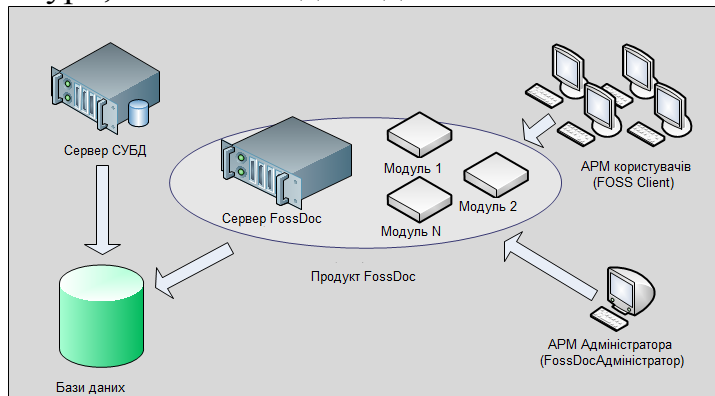 Сервер СУБД
Сервер FossDoc
Модуль 1
Модуль 2
Модуль N
АРМ користувачів
(FOSS Client)
Продукт FossDoc
АРМ Адміністратора
(FossDocАдміністратор)
Бази даних